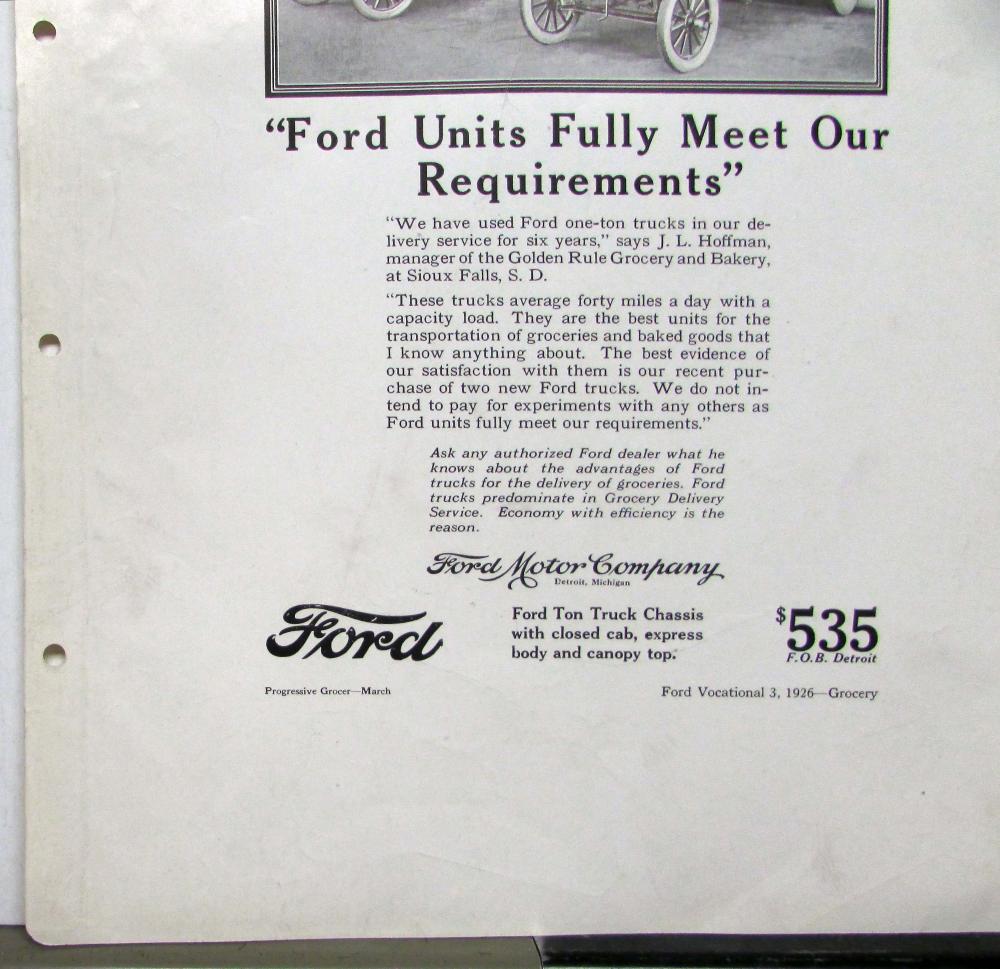 “Ford Units Fully Meet Our
Requirements”
“We have used Ford one-ton trucks in our de-
livery service for six years,” says J. L. Hoffman,
manager of the Golden Rule Grocery and Bakery,
at Sioux Falls, S. D.
“These trucks average forty miles a day with a
capacity load. They are the best units for the
transportation of groceries and baked goods that
I know anything about. The best evidence of
our satisfaction with them is our recent pur-
chase of two new Ford trucks. We do not in-
tend to pay for experiments with any others as
Ford units fully meet our requirements.”
Ask any authorized Ford dealer what he
knows about the advantages of Ford
trucks for the delivery of groceries. Ford
trucks predominate in Grocery Delivery
Service. Economy with efficiency is the
reason.
Ford Motor Company
Detroit, Michigan
Ford
Ford Ton Truck Chassis
with closed cab, express
body and canopy top.
$535
F.O.B. Detroit
Progressive Grocer—March
Ford Vocational 3, 1926—Grocery